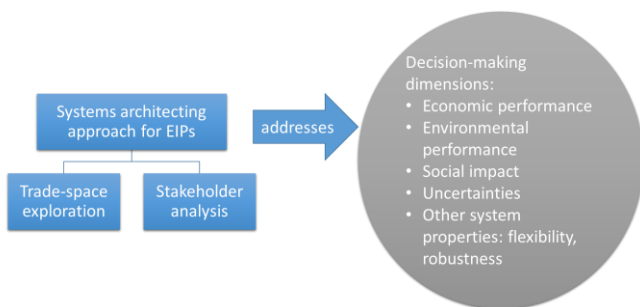 Systems architecting
approach for EIPs
Trade-space
exploration
Stakeholder
analysis
addresses
Decision-making
dimensions:
• Economic performance
• Environmental
performance
• Social impact
• Uncertainties
• Other system
properties: flexibility,
robustness